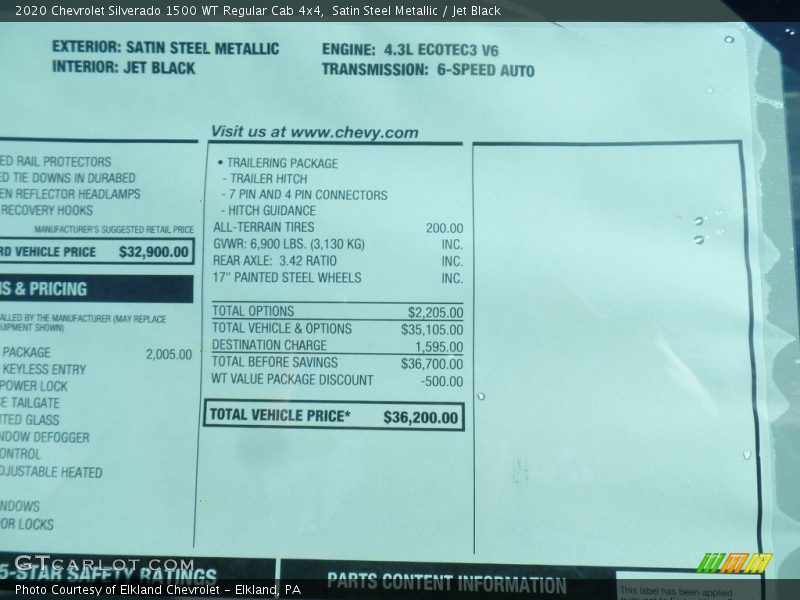 2020 Chevrolet Silverado 1500 WT Regular Cab 4x4, Satin Steel Metallic / Jet Black
EXTERIOR: SATIN STEEL METALLIC
INTERIOR: JET BLACK
ENGINE: 4.3L ECOTEC3 V6
TRANSMISSION: 6-SPEED AUTO
Visit us at www.chevy.com
ED RAIL PROTECTORS
ED TIE DOWNS IN DURABED
EN REFLECTOR HEADLAMPS
RECOVERY HOOKS
MANUFACTURER'S SUGGESTED RETAIL PRICE
RD VEHICLE PRICE $32,900.00
S & PRICING
ALLED BY THE MANUFACTURER (MAY REPLACE
UIPMENT SHOWN)
PACKAGE 2,005.00
KEYLESS ENTRY
POWER LOCK
E TAILGATE
TED GLASS
NDOW DEFOGGER
ONTROL
DJUSTABLE HEATED
NDOWS
OR LOCKS
• TRAILERING PACKAGE
- TRAILER HITCH
- 7 PIN AND 4 PIN CONNECTORS
- HITCH GUIDANCE
ALL-TERRAIN TIRES 200.00
GVWR: 6,900 LBS. (3,130 KG) INC.
REAR AXLE: 3.42 RATIO INC.
17" PAINTED STEEL WHEELS INC.
TOTAL OPTIONS $2,205.00
TOTAL VEHICLE & OPTIONS $35,105.00
DESTINATION CHARGE 1,595.00
TOTAL BEFORE SAVINGS $36,700.00
WT VALUE PACKAGE DISCOUNT -500.00
TOTAL VEHICLE PRICE* $36,200.00
GTCARLOT.COM
5-STAR SAFETY RATINGS
PARTS CONTENT INFORMATION
This label has been applied
Photo Courtesy of Elkland Chevrolet - Elkland, PA